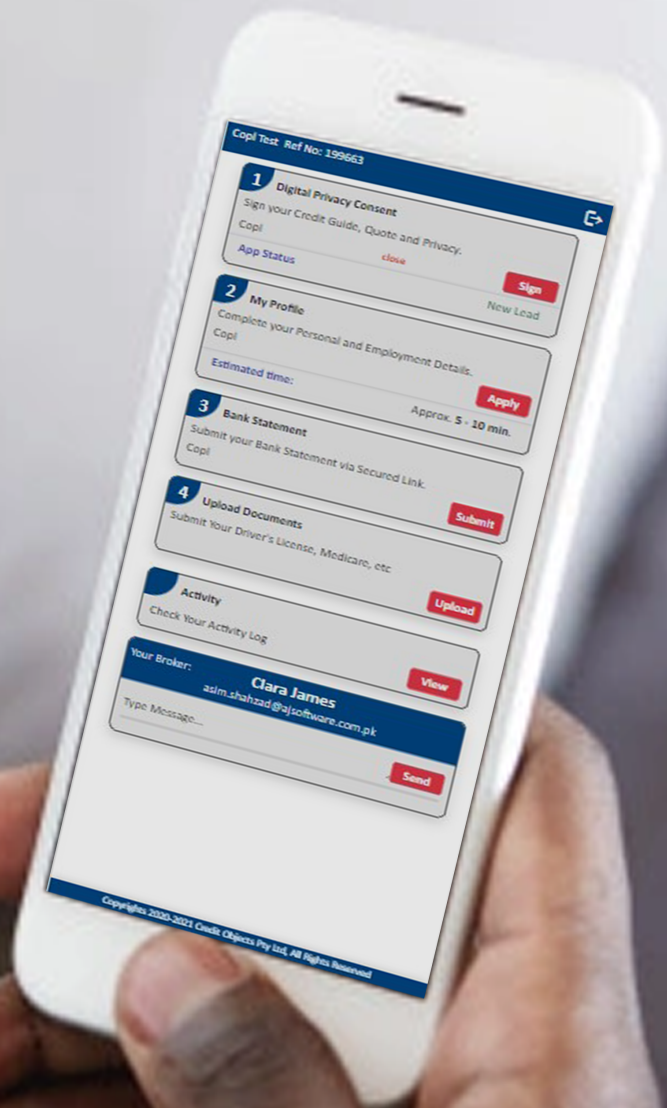 Copl Test Ref No: 199663
1
Digital Privacy Consent
Sign your Credit Guide, Quote and Privacy.
Copl
close
Sign
App Status
New Lead
2
My Profile
Complete your Personal and Employment Details.
Copl
Apply
Estimated time:
Approx. 5 - 10 min.
3
Bank Statement
Submit your Bank Statement via Secured Link.
Copl
Submit
4
Upload Documents
Submit Your Driver's License, Medicare, etc
Upload
Activity
Check Your Activity Log
View
Your Broker:
Clara James
asim.shahzad@ajsoftware.com.pk
Type Message...
Send
Copyrights 2020-2021 Credit Objects Pty Ltd, All Rights Reserved